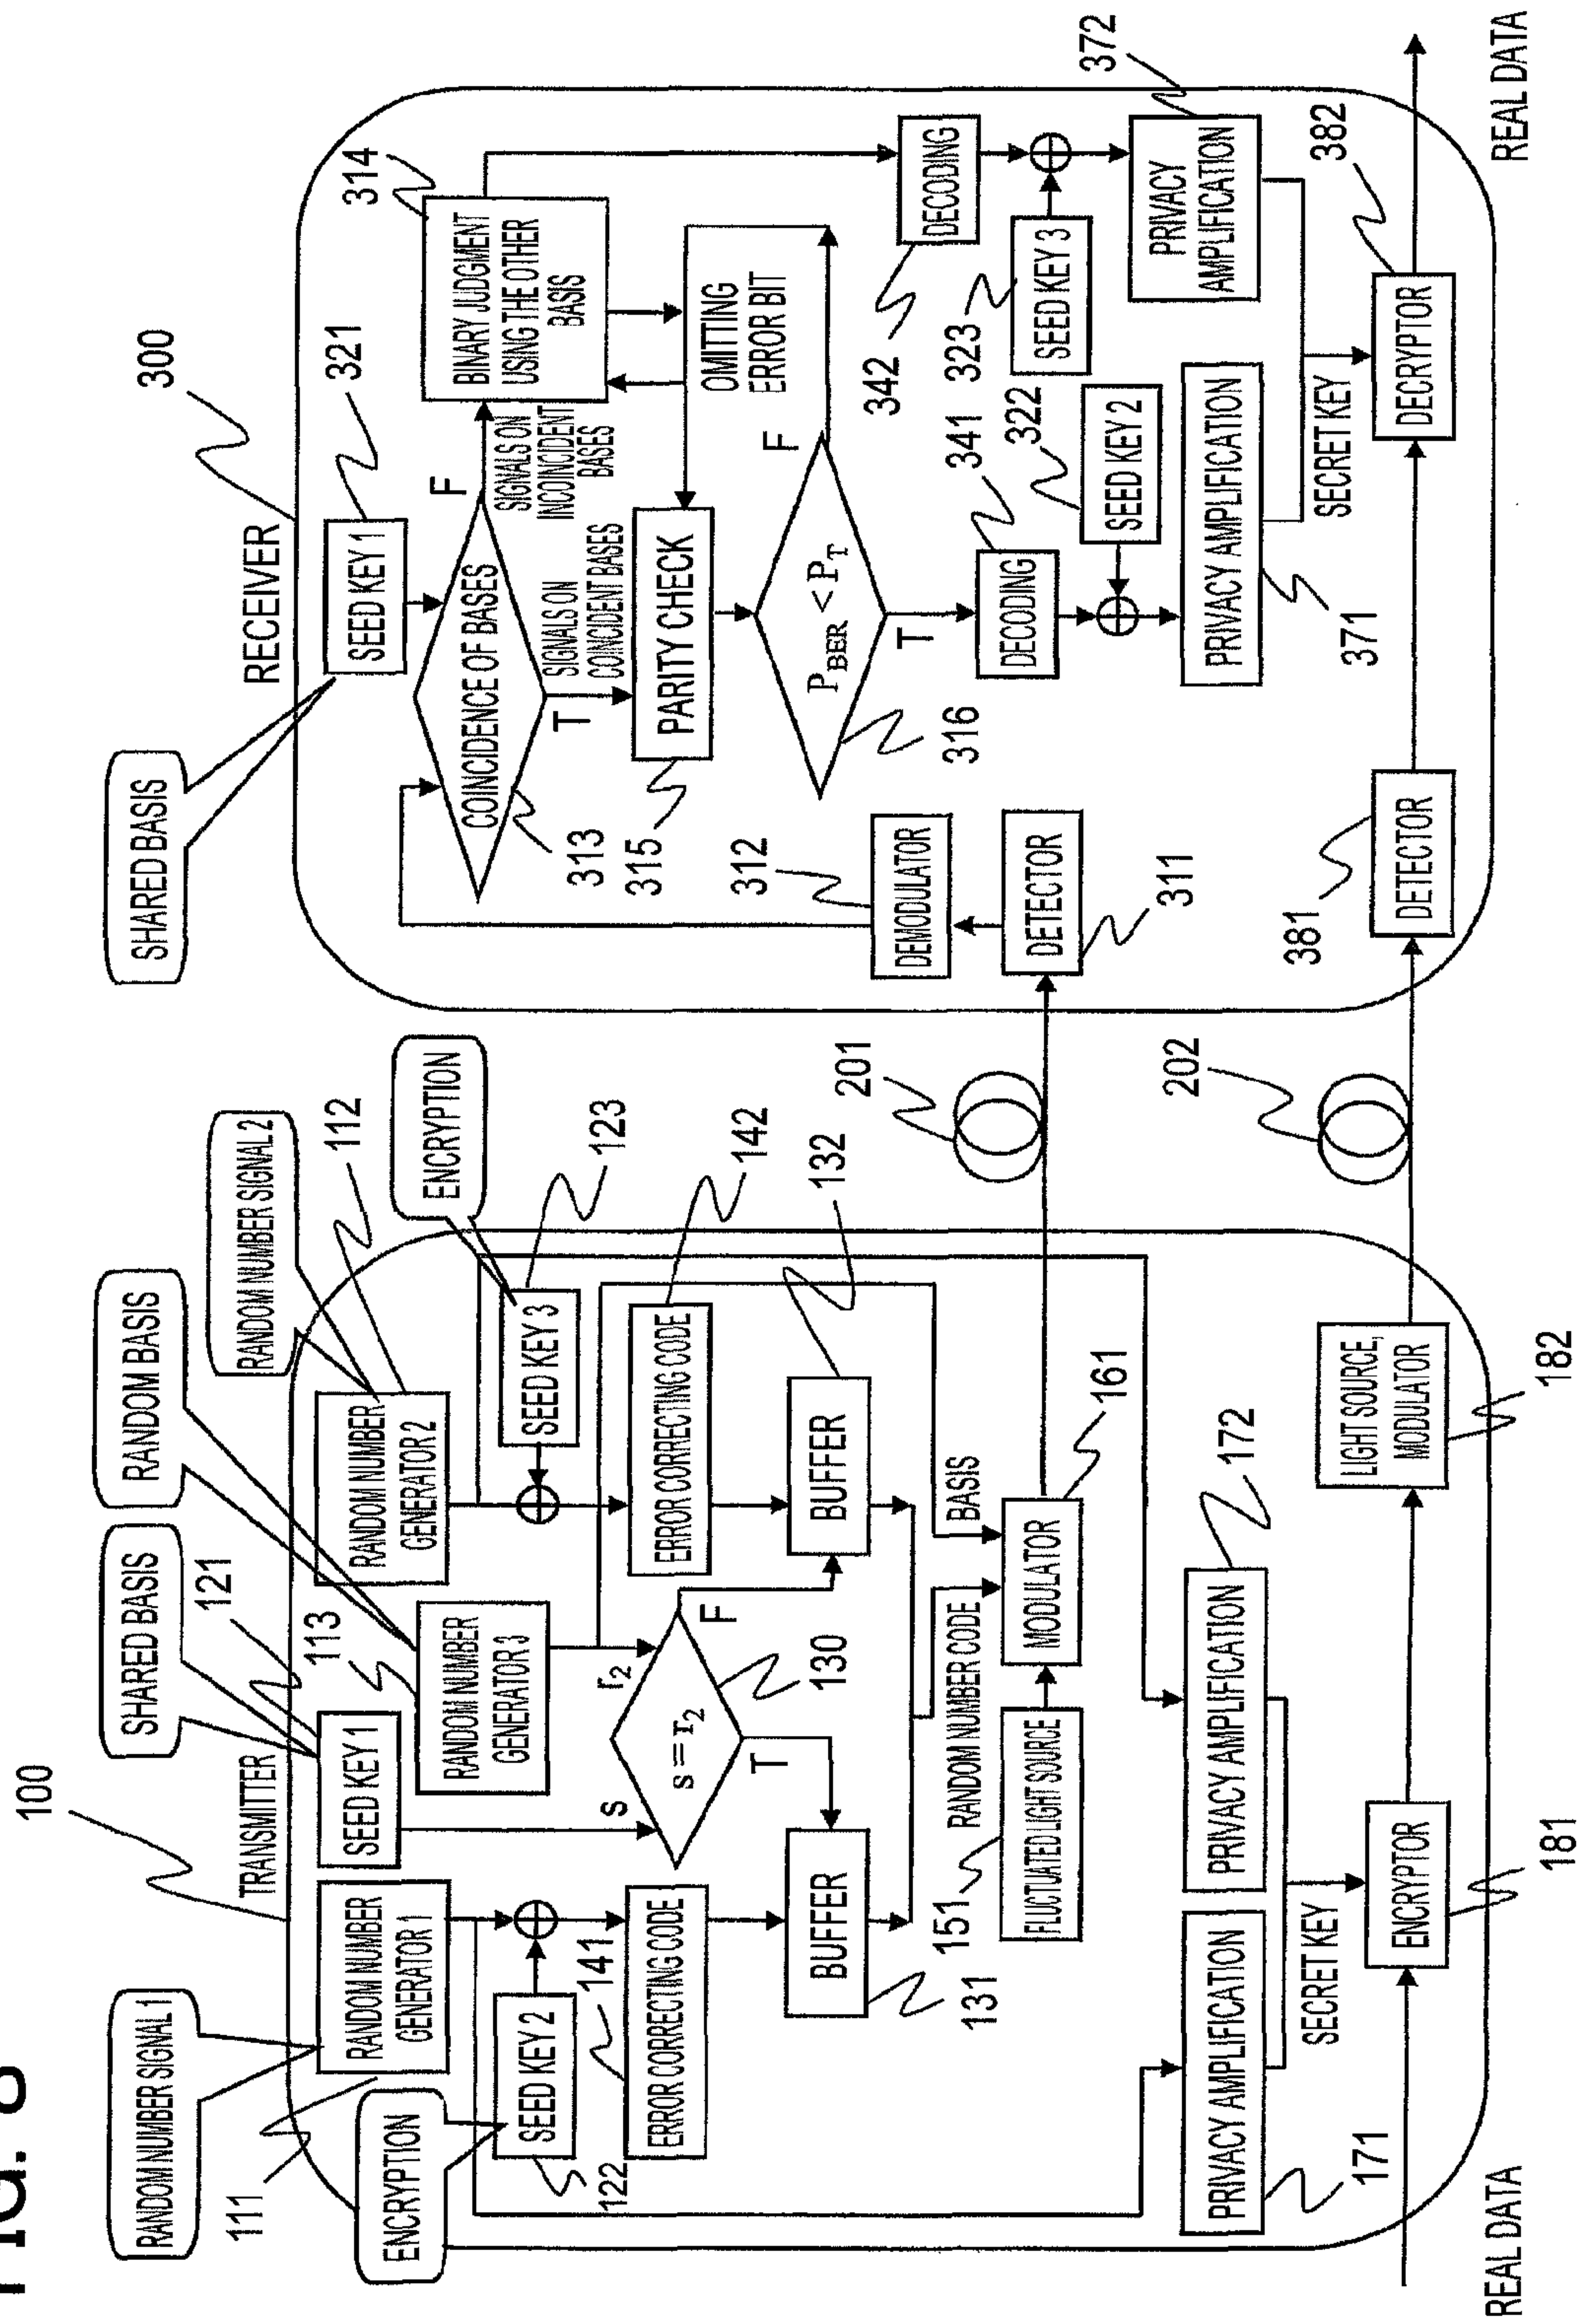 FIG. 8
100
TRANSMITTER
RANDOM NUMBER SIGNAL 1
SHARED BASIS
RANDOM BASIS
RANDOM NUMBER SIGNAL 2
111
RANDOM NUMBER
GENERATOR 1
SEED KEY 1
121
113
RANDOM NUMBER
GENERATOR 3
RANDOM NUMBER
GENERATOR 2
112
ENCRYPTION
ENCRYPTION
SEED KEY 2
122
SEED KEY 3
123
141
ERROR CORRECTING CODE
s
r2
s = r2
T
F
130
ERROR CORRECTING CODE
142
BUFFER
131
BUFFER
132
RANDOM NUMBER CODE
BASIS
151
FLUCTUATED LIGHT SOURCE
MODULATOR
161
PRIVACY AMPLIFICATION
171
PRIVACY AMPLIFICATION
172
SECRET KEY
REAL DATA
ENCRYPTOR
181
LIGHT SOURCE,
MODULATOR
182
201
202
300
RECEIVER
SHARED BASIS
SEED KEY 1
321
COINCIDENCE OF BASES
313
F
T
SIGNALS ON
INCOINCIDENT
BASES
SIGNALS ON
COINCIDENT BASES
314
BINARY JUDGMENT
USING THE OTHER
BASIS
PARITY CHECK
315
OMITTING
ERROR BIT
PBER < PT
316
F
T
312
DEMODULATOR
DETECTOR
311
DECODING
341
322
SEED KEY 2
DECODING
342
323
SEED KEY 3
PRIVACY AMPLIFICATION
371
PRIVACY
AMPLIFICATION
372
SECRET KEY
381
DETECTOR
DECRYPTOR
382
REAL DATA